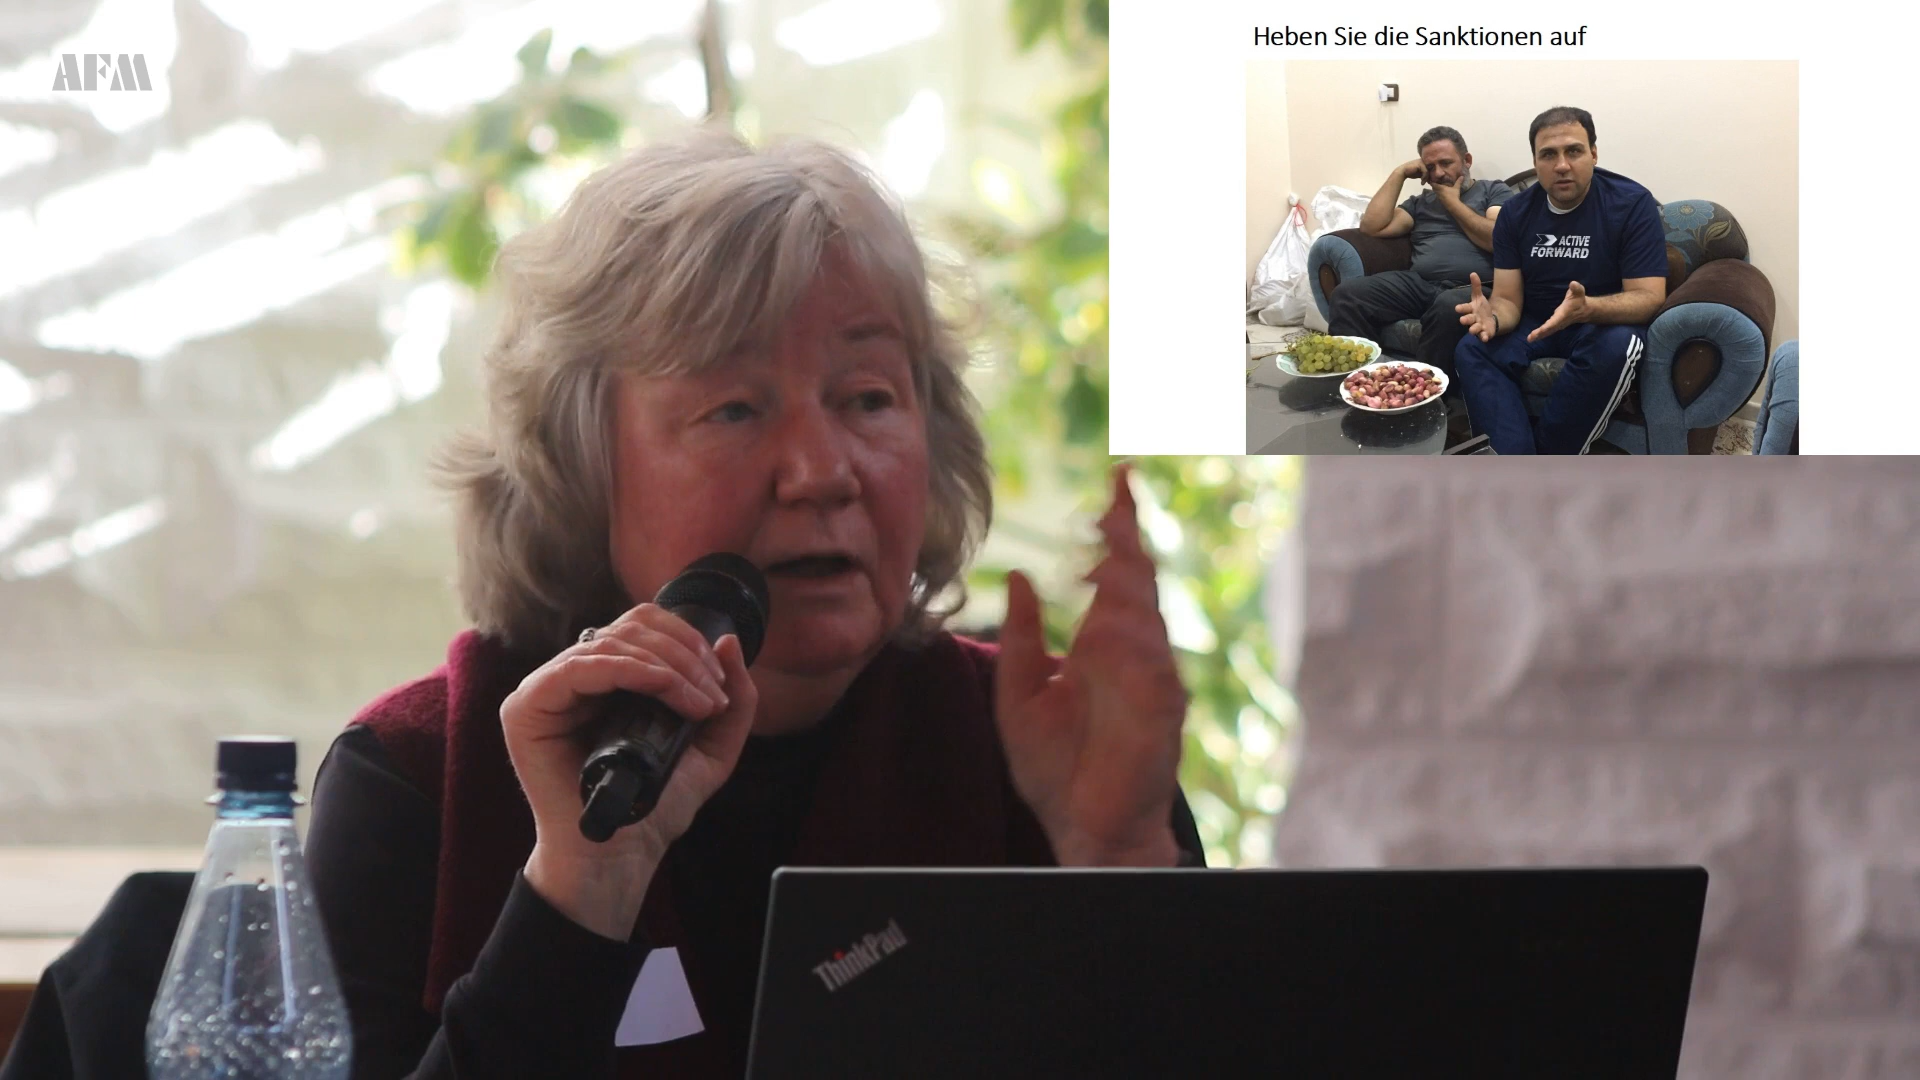 AFM
Heben Sie die Sanktionen auf
ACTIVE
FORWARD
ThinkPad